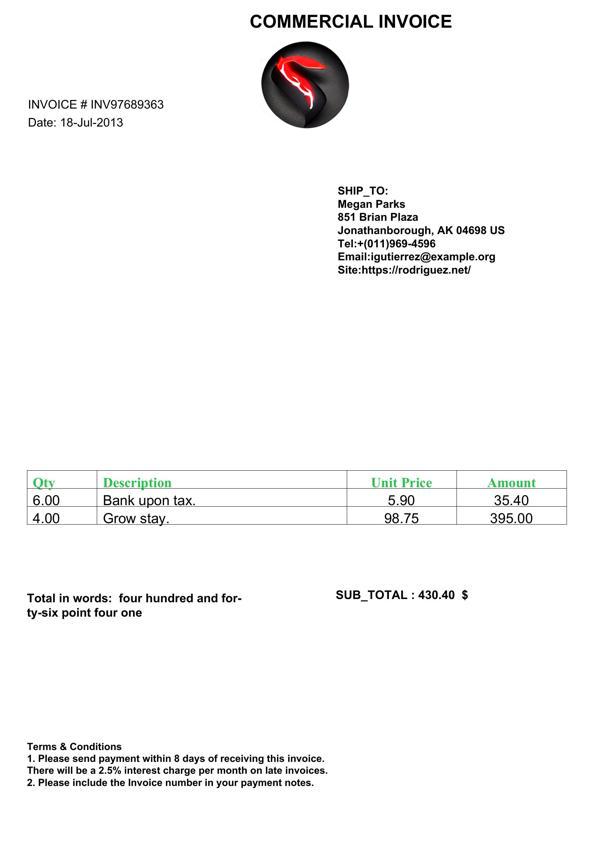 COMMERCIAL INVOICE
INVOICE # INV97689363
Date: 18-Jul-2013
SHIP_TO:
Megan Parks
851 Brian Plaza
Jonathanborough, AK 04698 US
Tel:+(011)969-4596
Email:igutierrez@example.org
Site:https://rodriguez.net/
Qty Description Unit Price Amount
6.00 Bank upon tax. 5.90 35.40
4.00 Grow stay. 98.75 395.00
Total in words: four hundred and for-
ty-six point four one
SUB_TOTAL : 430.40 $
Terms & Conditions
1. Please send payment within 8 days of receiving this invoice.
There will be a 2.5% interest charge per month on late invoices.
2. Please include the Invoice number in your payment notes.